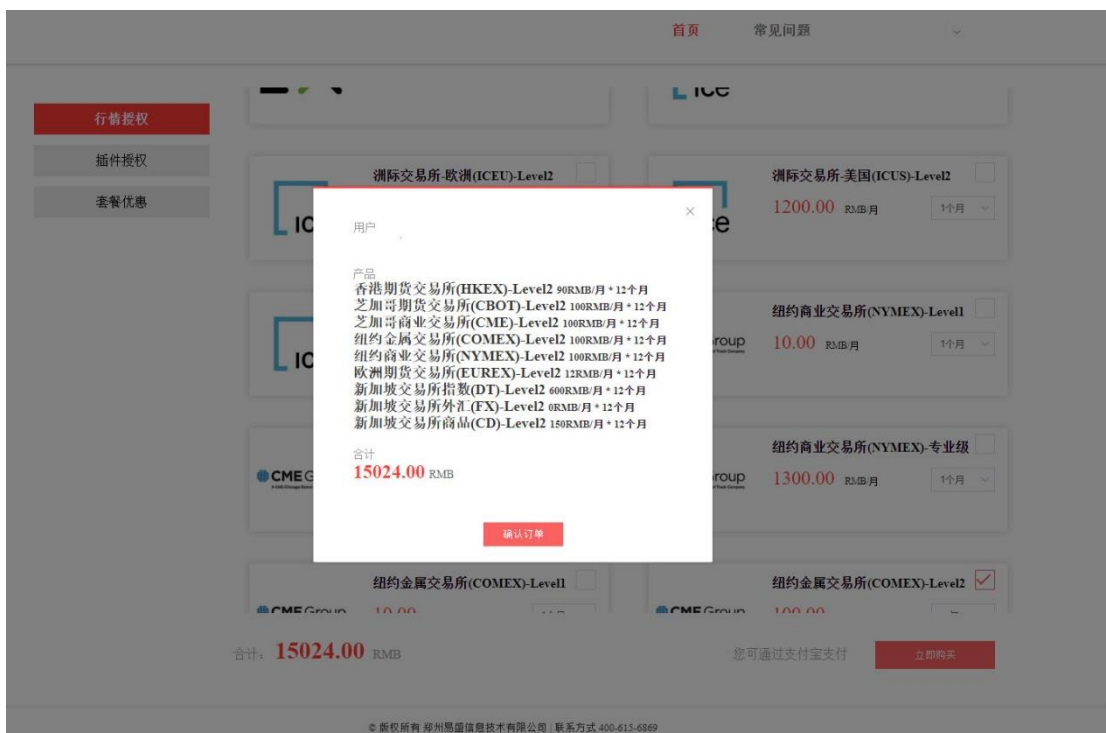 首页
常见问题
行情授权
插件授权
套餐优惠
ice
洲际交易所-欧洲(ICEU)-Level2
洲际交易所-美国(ICUS)-Level2
1200.00 RMB/月
1个月
用户
产品
香港期货交易所(HKEX)-Level2 90RMB/月 * 12个月
芝加哥期货交易所(CBOT)-Level2 100RMB/月 * 12个月
芝加哥商业交易所(CME)-Level2 100RMB/月 * 12个月
纽约金属交易所(COMEX)-Level2 100RMB/月 * 12个月
纽约商业交易所(NYMEX)-Level2 100RMB/月 * 12个月
欧洲期货交易所(EUREX)-Level2 12RMB/月 * 12个月
新加坡交易所指数(DT)-Level2 600RMB/月 * 12个月
新加坡交易所外汇(FX)-Level2 0RMB/月 * 12个月
新加坡交易所商品(CD)-Level2 150RMB/月 * 12个月
合计
15024.00 RMB
确认订单
纽约商业交易所(NYMEX)-Level1
10.00 RMB/月
1个月
纽约商业交易所(NYMEX)-专业级
1300.00 RMB/月
1个月
纽约金属交易所(COMEX)-Level1
纽约金属交易所(COMEX)-Level2
CME Group
10.00
CME Group
100.00
合计: 15024.00 RMB
您可通过支付宝支付
立即购买
© 版权所有 郑州易盛信息技术有限公司 | 联系方式 400-615-6869